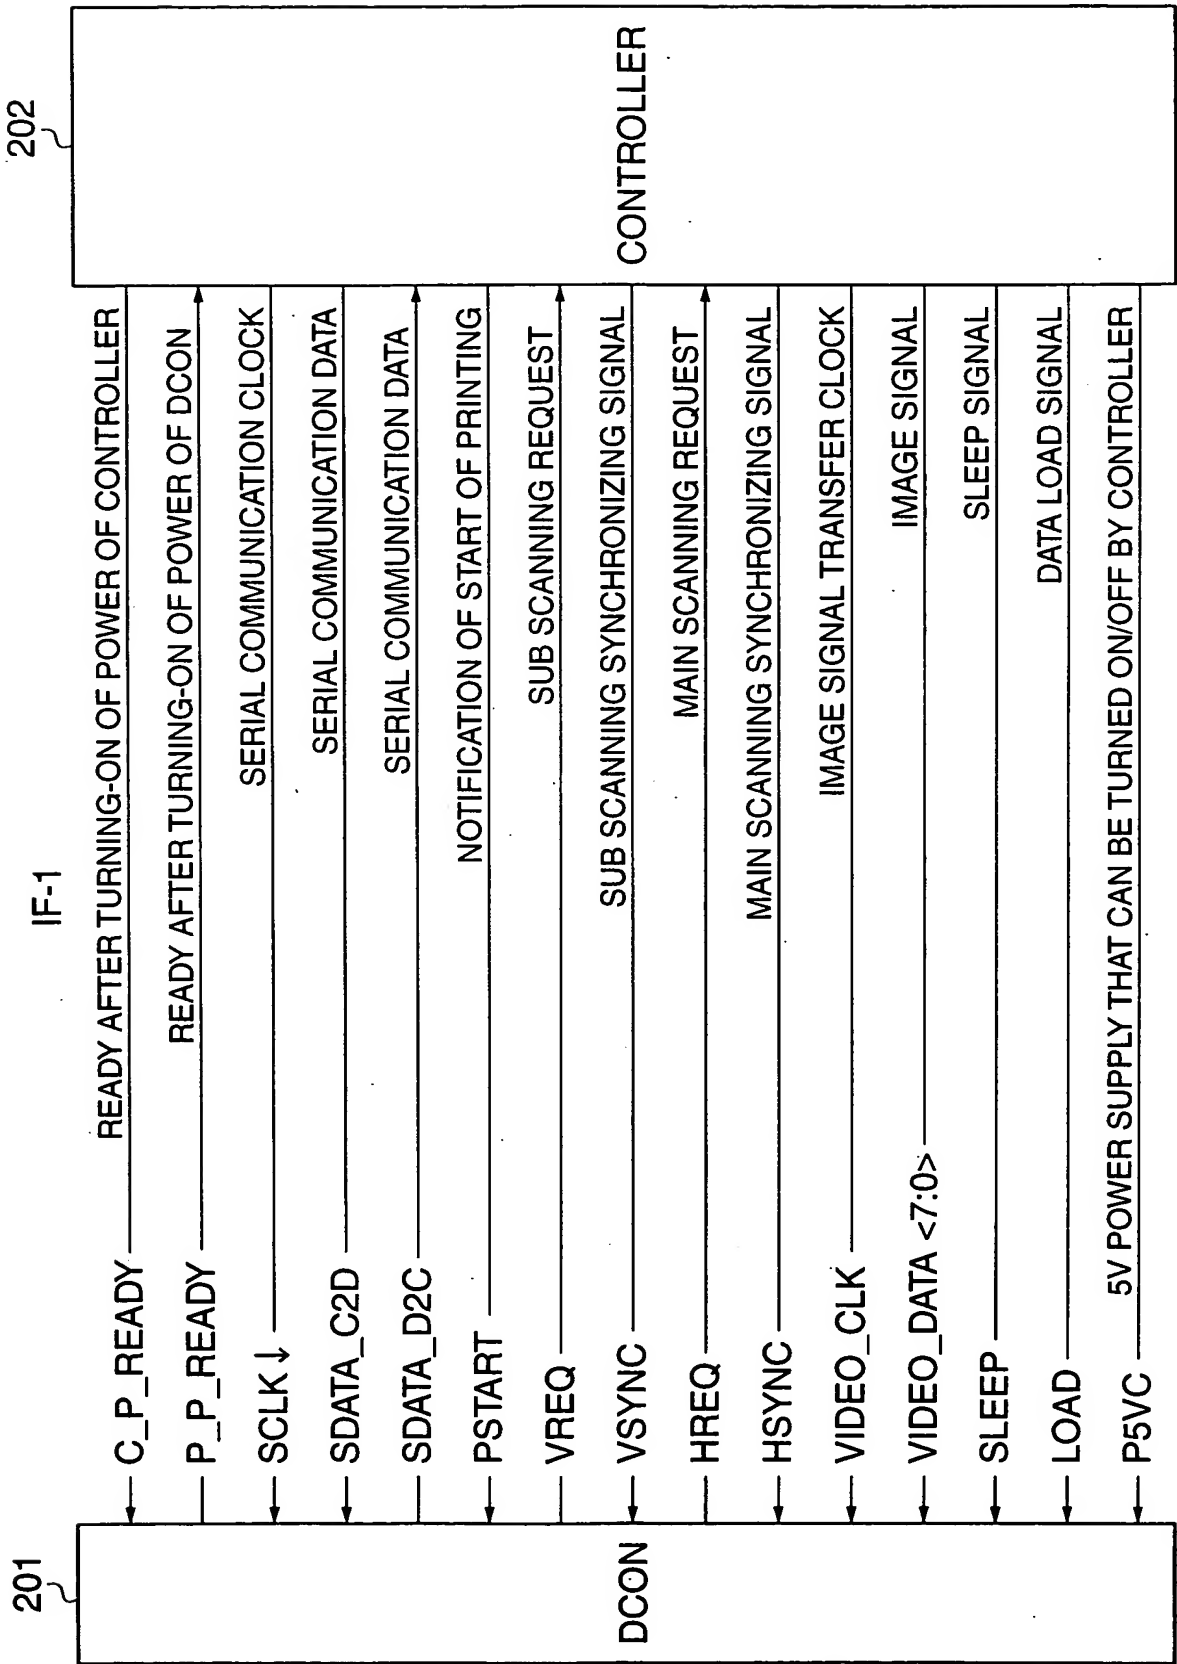 IF-1
201
202
DCON
CONTROLLER
C_P_READY READY AFTER TURNING-ON OF POWER OF CONTROLLER
P_P_READY READY AFTER TURNING-ON OF POWER OF DCON
SCLK↓ SERIAL COMMUNICATION CLOCK
SDATA_C2D SERIAL COMMUNICATION DATA
SDATA_D2C SERIAL COMMUNICATION DATA
PSTART NOTIFICATION OF START OF PRINTING
VREQ SUB SCANNING REQUEST
VSYNC SUB SCANNING SYNCHRONIZING SIGNAL
HREQ MAIN SCANNING REQUEST
HSYNC MAIN SCANNING SYNCHRONIZING SIGNAL
VIDEO_CLK IMAGE SIGNAL TRANSFER CLOCK
VIDEO_DATA <7:0> IMAGE SIGNAL
SLEEP SLEEP SIGNAL
LOAD DATA LOAD SIGNAL
P5VC 5V POWER SUPPLY THAT CAN BE TURNED ON/OFF BY CONTROLLER